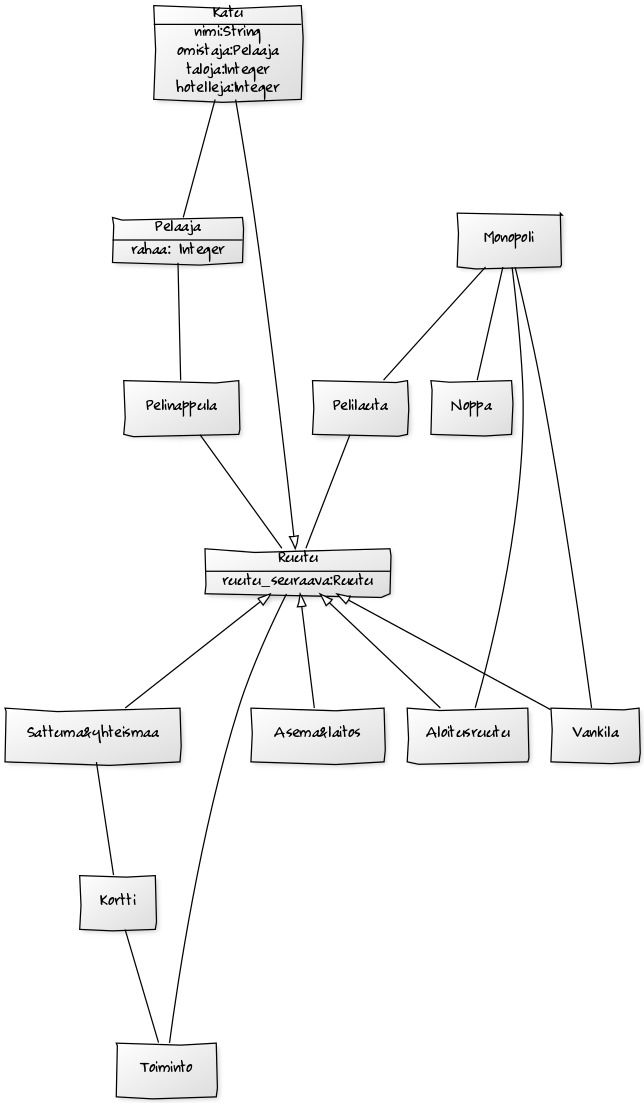 Katu
nimi:String
omistaja:Pelaaja
taloja:Integer
hotelleja:Integer
Pelaaja
rahaa: Integer
Monopoli
Pelinappula
Pelilauta
Noppa
Ruutu
ruutu_seuraava:Ruutu
Sattuma&yhteismaa
Asema&laitos
Aloitusruutu
Vankila
Kortti
Toiminto